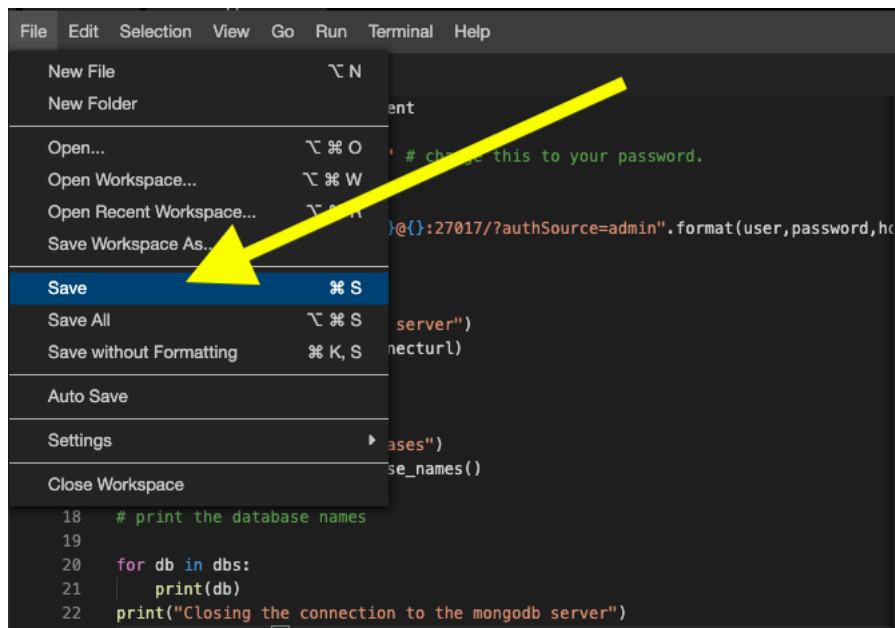 File Edit Selection View Go Run Terminal Help
New File ⌥ N
New Folder
ent
Open... ⌥ ⌘ O
' # change this to your password.
Open Workspace... ⌥ ⌘ W
Open Recent Workspace...
}@{}:27017/?authSource=admin".format(user,password,ho
Save Workspace As...
Save ⌘ S
Save All ⌥ ⌘ S
server")
Save without Formatting ⌘ K, S
necturl)
Auto Save
Settings
ases")
se_names()
Close Workspace
18 # print the database names
19
20 for db in dbs:
21 print(db)
22 print("Closing the connection to the mongodb server")